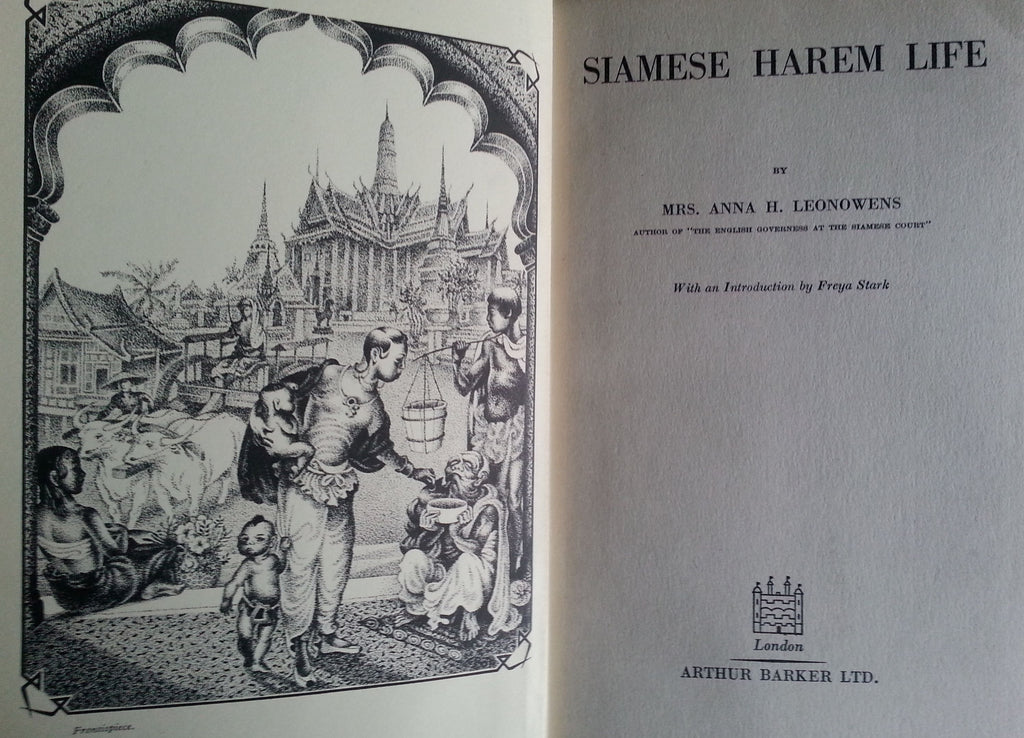 Frontispiece.
SIAMESE HAREM LIFE
BY
MRS. ANNA H. LEONOWENS
AUTHOR OF "THE ENGLISH GOVERNESS AT THE SIAMESE COURT"
With an Introduction by Freya Stark
London
ARTHUR BARKER LTD.